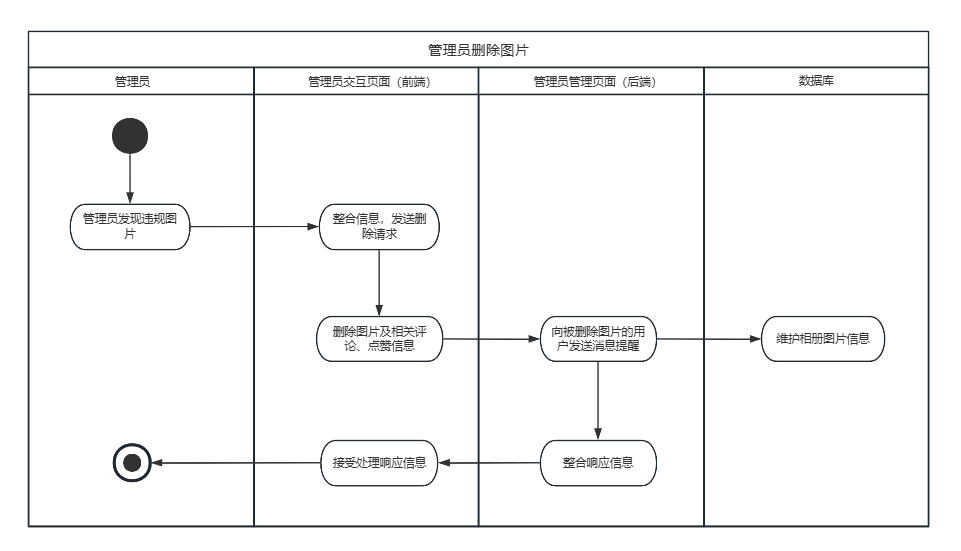 管理员删除图片
管理员
管理员交互页面（前端）
管理员管理页面（后端）
数据库
管理员发现违规图
片
整合信息，发送删
除请求
删除图片及相关评
论、点赞信息
向被删除图片的用
户发送消息提醒
维护相册图片信息
接受处理响应信息
整合响应信息